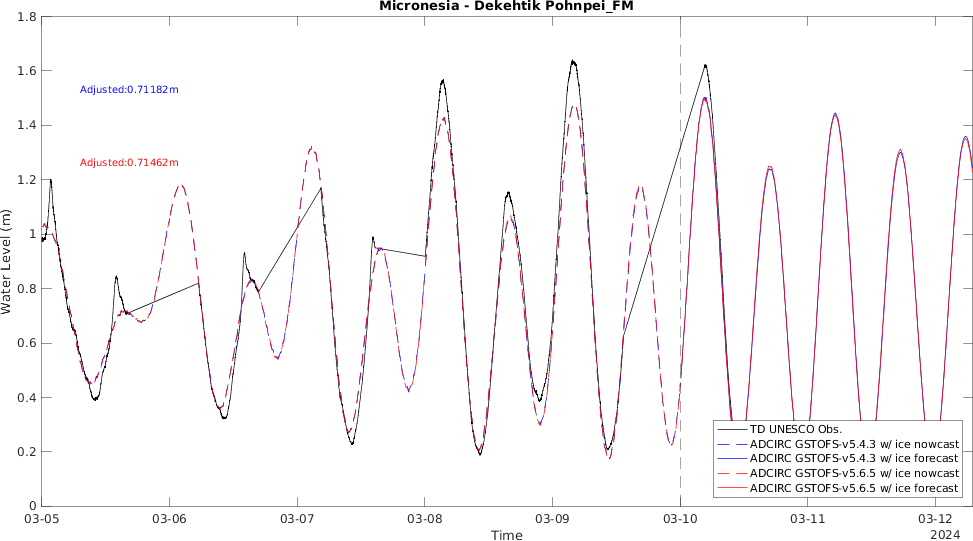 Micronesia - Dekehtik Pohnpei_FM
1.8
1.6
1.4
1.2
1
0.8
0.6
0.4
0.2
0
Water Level (m)
Adjusted:0.71182m
Adjusted:0.71462m
TD UNESCO Obs.
ADCIRC GSTOFS-v5.4.3 w/ ice nowcast
ADCIRC GSTOFS-v5.4.3 w/ ice forecast
ADCIRC GSTOFS-v5.6.5 w/ ice nowcast
ADCIRC GSTOFS-v5.6.5 w/ ice forecast
03-05 03-06 03-07 03-08 03-09 03-10 03-11 03-12
Time
2024